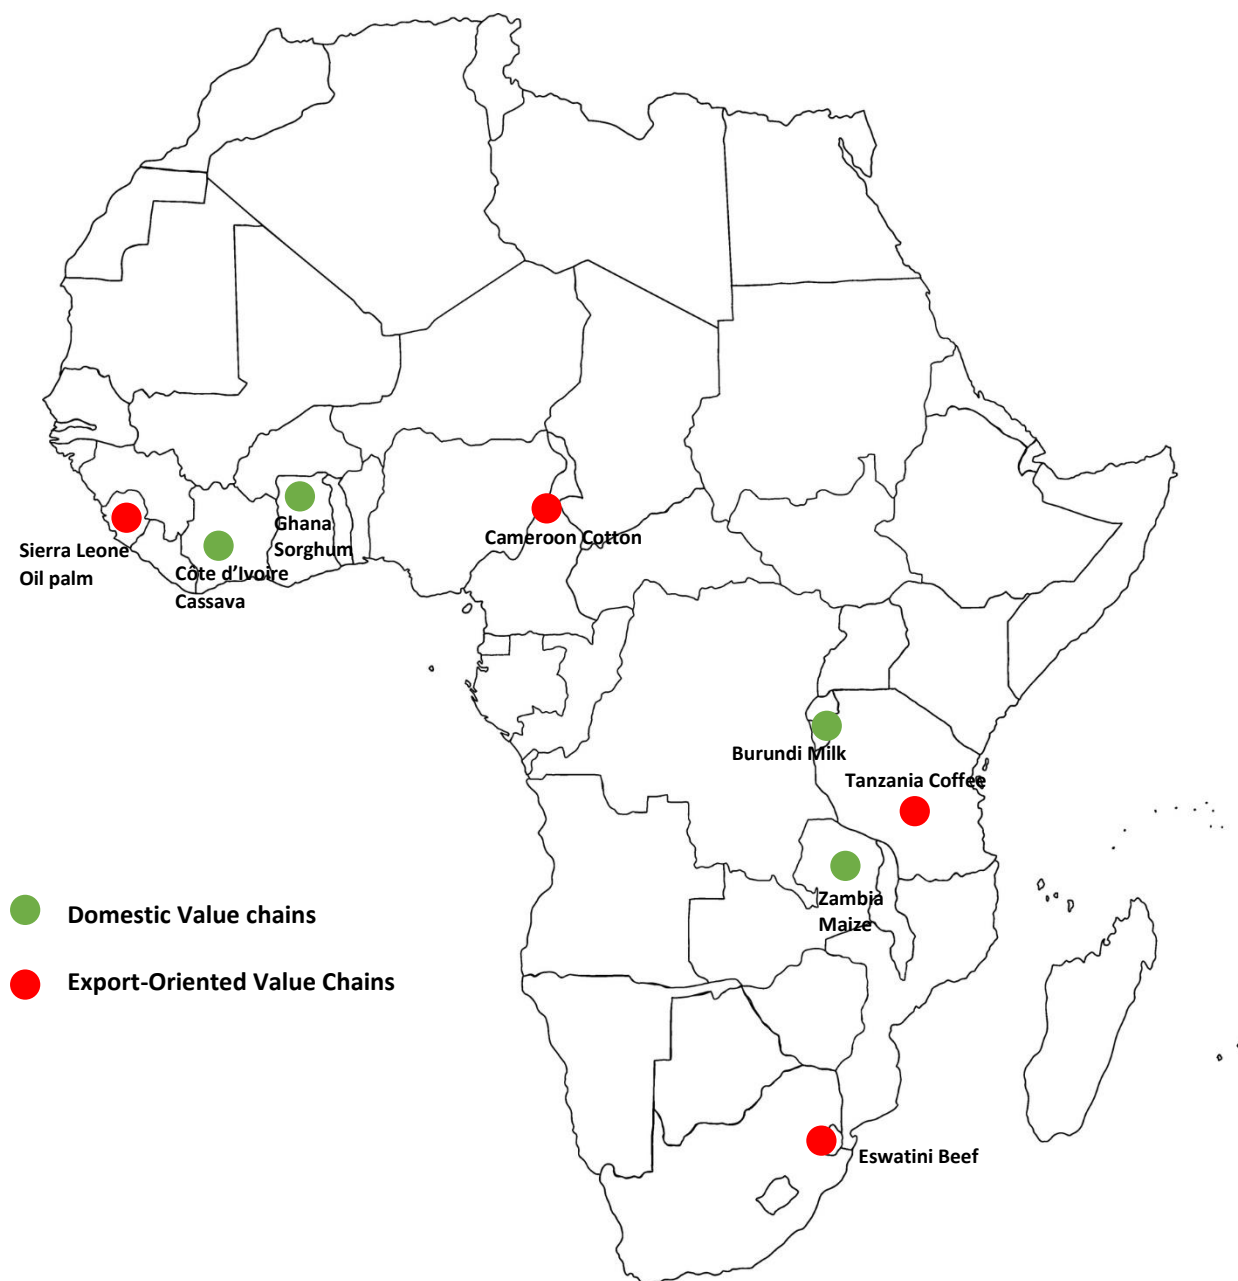 Ghana
Sorghum
Cameroon Cotton
Sierra Leone
Oil palm
Côte d'Ivoire
Cassava
Burundi Milk
Tanzania Coffee
Zambia
Maize
Domestic Value chains
Export-Oriented Value Chains
Eswatini Beef